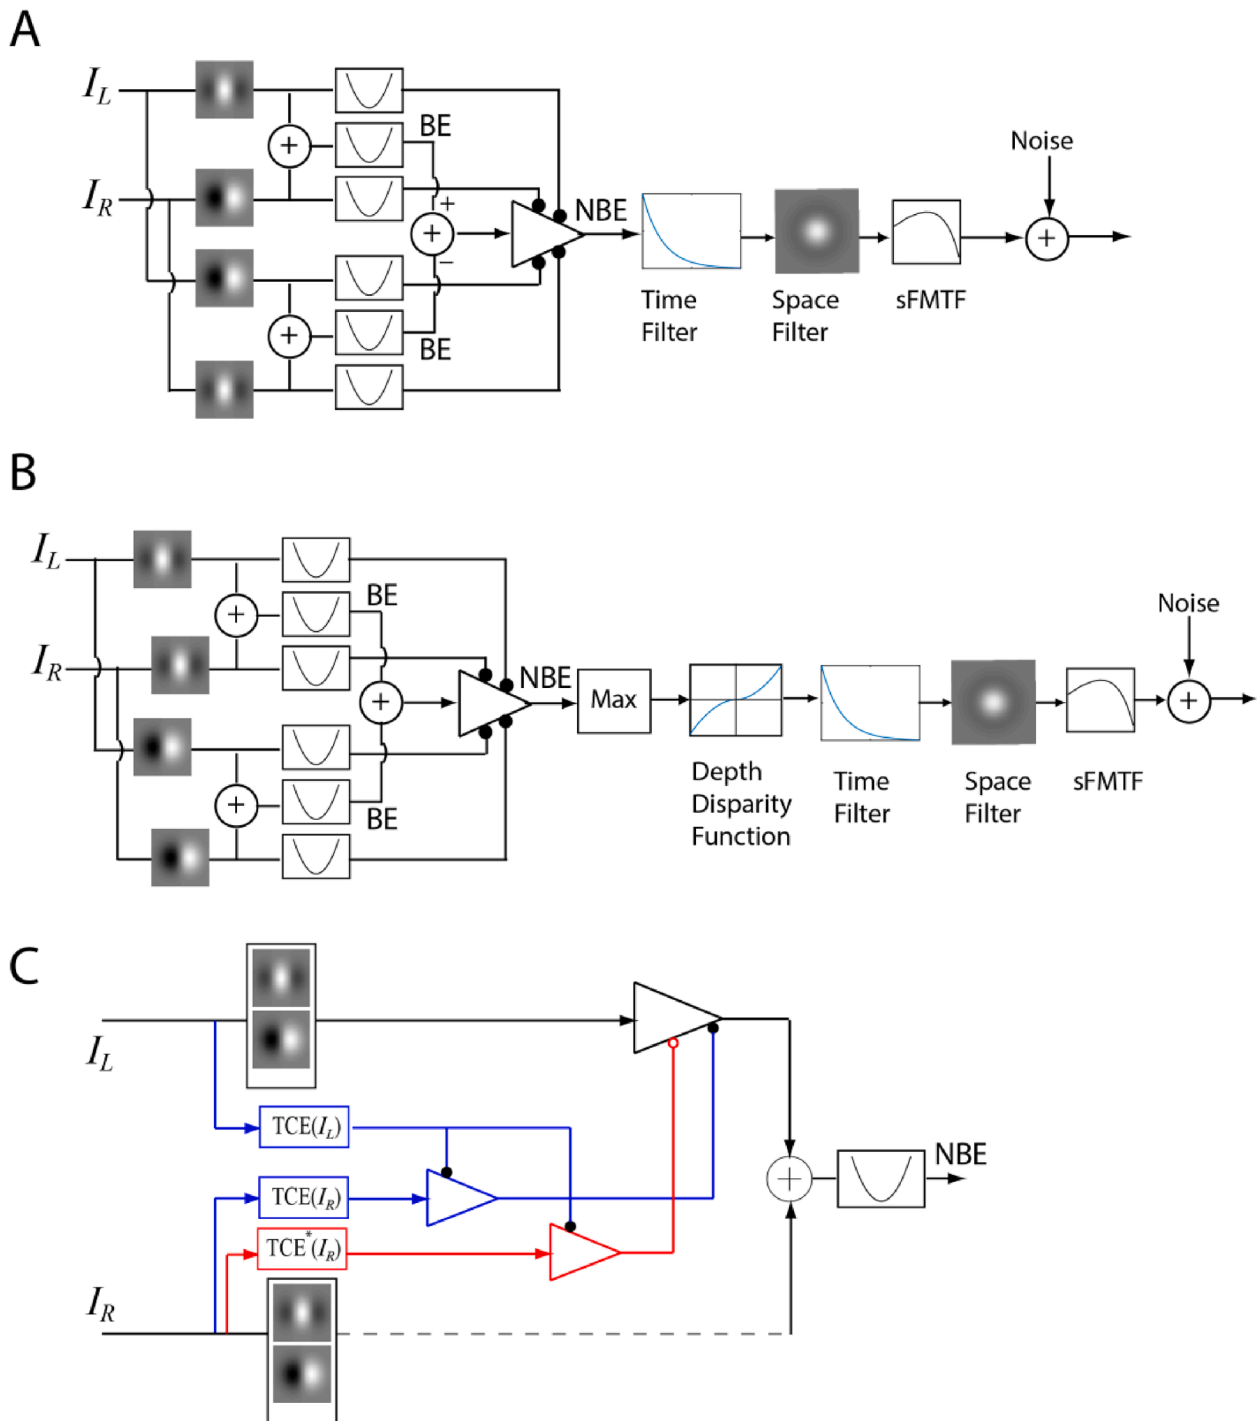 A
I_L
BE
I_R
+
NBE
Noise
+
+
−
+
+
BE
Time
Filter
Space
Filter
sFMTF
B
I_L
BE
+
I_R
NBE
Max
+
Noise
+
+
BE
Depth
Disparity
Function
Time
Filter
Space
Filter
sFMTF
C
I_L
TCE(I_L)
TCE(I_R)
TCE*(I_R)
+
NBE
I_R